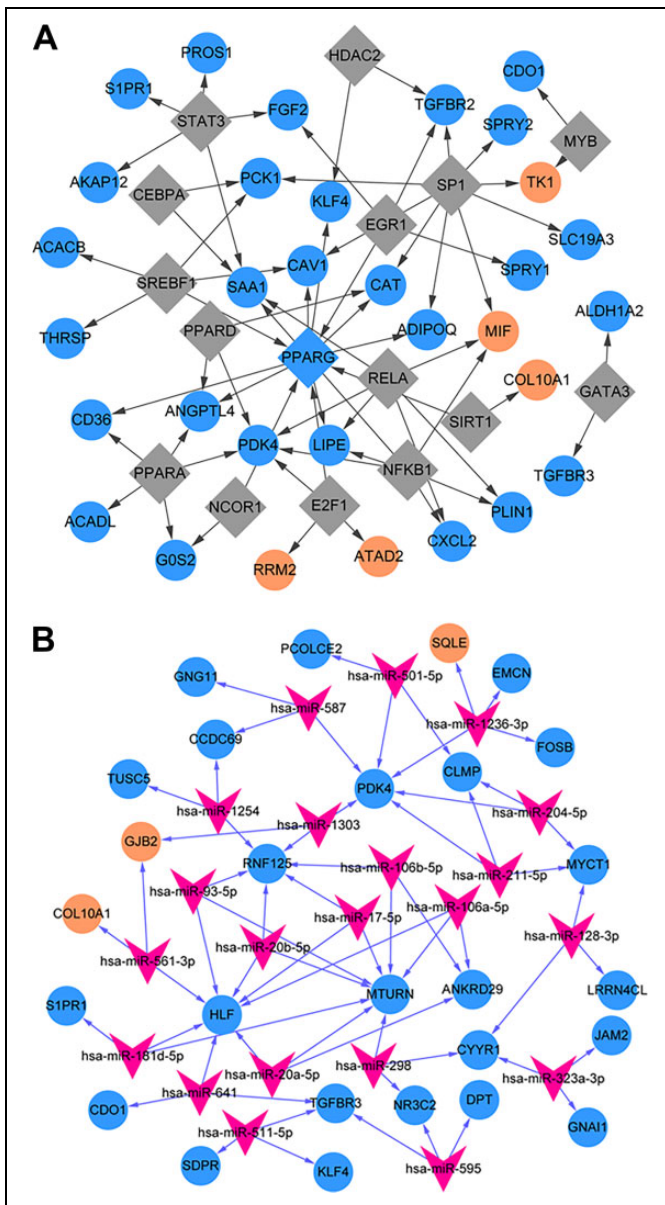 A
PROS1
HDAC2
S1PR1
CDO1
STAT3
FGF2
TGFBR2
SPRY2
MYB
AKAP12
CEBPA
PCK1
KLF4
SP1
TK1
EGR1
ACACB
SLC19A3
SREBF1
SAA1
CAV1
CAT
SPRY1
THRSP
PPARD
ADIPOQ
MIF
ALDH1A2
PPARG
RELA
COL10A1
GATA3
CD36
ANGPTL4
SIRT1
PDK4
LIPE
NFKB1
TGFBR3
PPARA
NCOR1
E2F1
PLIN1
ACADL
CXCL2
G0S2
RRM2
ATAD2
B
PCOLCE2
SQLE
GNG11
hsa-miR-501-5p
EMCN
hsa-miR-587
hsa-miR-1236-3p
CCDC69
FOSB
TUSC5
PDK4
CLMP
hsa-miR-1254
hsa-miR-1303
hsa-miR-204-5p
GJB2
RNF125
hsa-miR-106b-5p
hsa-miR-211-5p
MYCT1
hsa-miR-93-5p
COL10A1
hsa-miR-17-5p
hsa-miR-106a-5p
hsa-miR-20b-5p
hsa-miR-128-3p
hsa-miR-561-3p
MTURN
ANKRD29
LRRN4CL
S1PR1
HLF
hsa-miR-181d-5p
CYYR1
JAM2
hsa-miR-298
hsa-miR-20a-5p
hsa-miR-323a-3p
CDO1
hsa-miR-641
TGFBR3
NR3C2
DPT
GNAI1
hsa-miR-511-5p
SDPR
KLF4
hsa-miR-595